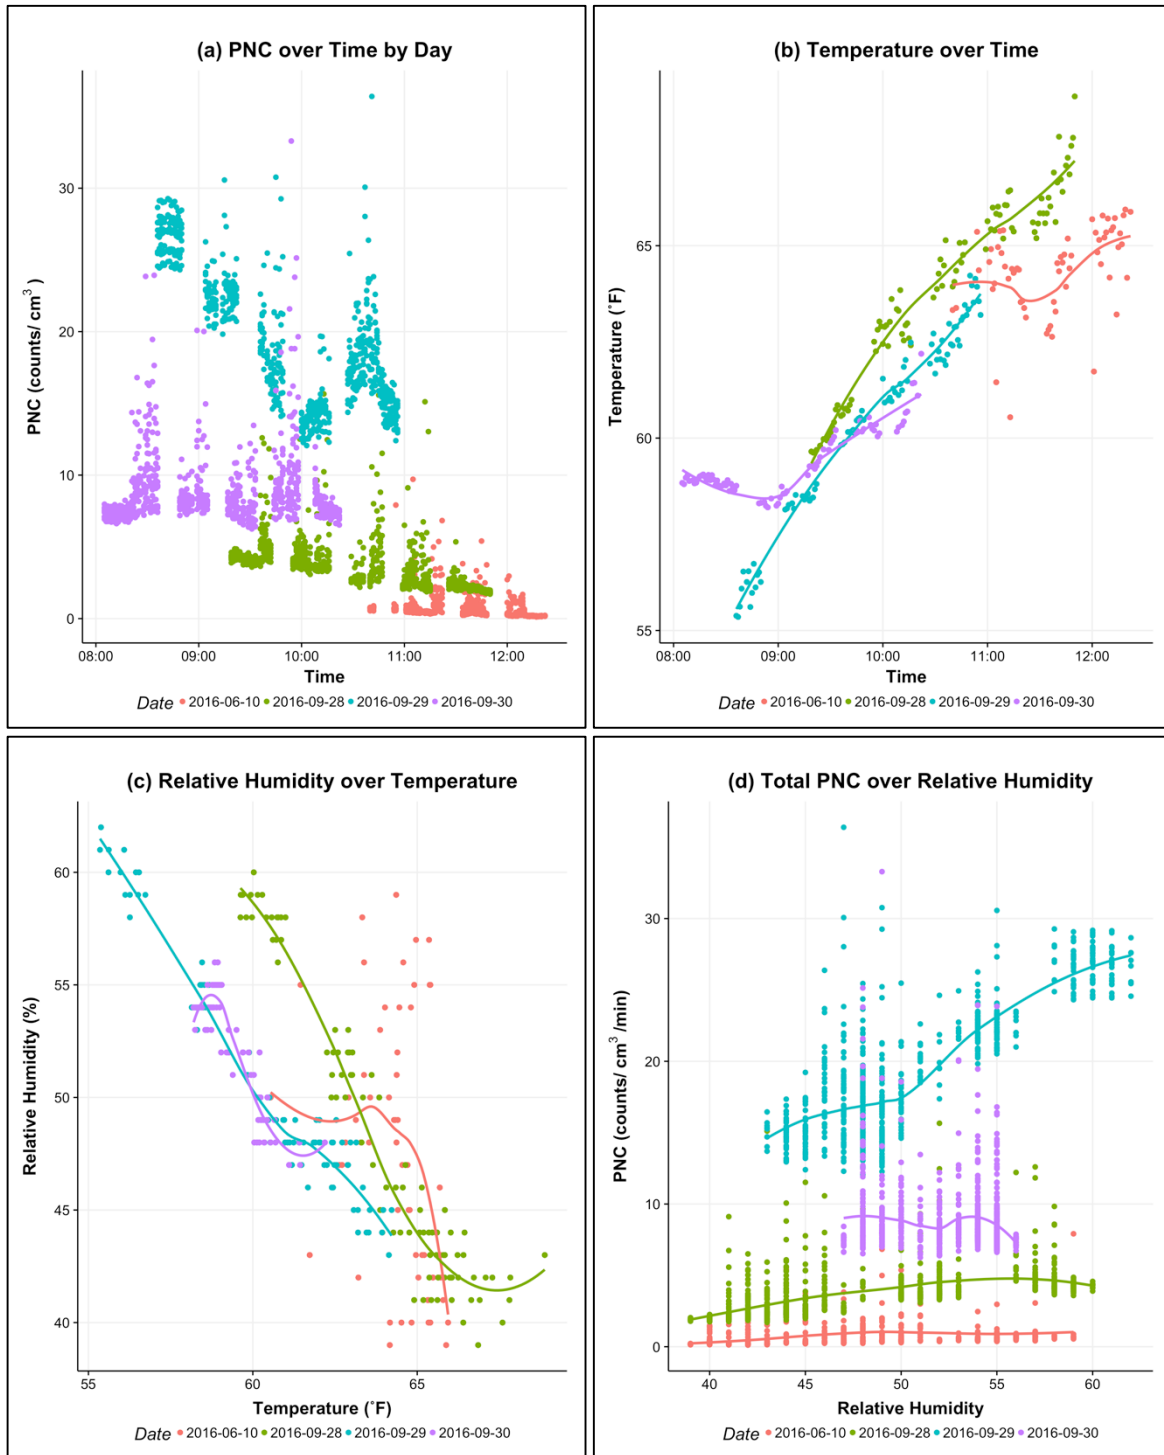 (a) PNC over Time by Day
PNC (counts/ cm³)
30
20
10
0
08:00 09:00 10:00 11:00 12:00
Time
Date 2016-06-10 2016-09-28 2016-09-29 2016-09-30
(b) Temperature over Time
Temperature (˚F)
65
60
55
08:00 09:00 10:00 11:00 12:00
Time
Date 2016-06-10 2016-09-28 2016-09-29 2016-09-30
(c) Relative Humidity over Temperature
Relative Humidity (%)
60
55
50
45
40
55 60 65
Temperature (˚F)
Date 2016-06-10 2016-09-28 2016-09-29 2016-09-30
(d) Total PNC over Relative Humidity
PNC (counts/ cm³ /min)
30
20
10
0
40 45 50 55 60
Relative Humidity
Date 2016-06-10 2016-09-28 2016-09-29 2016-09-30